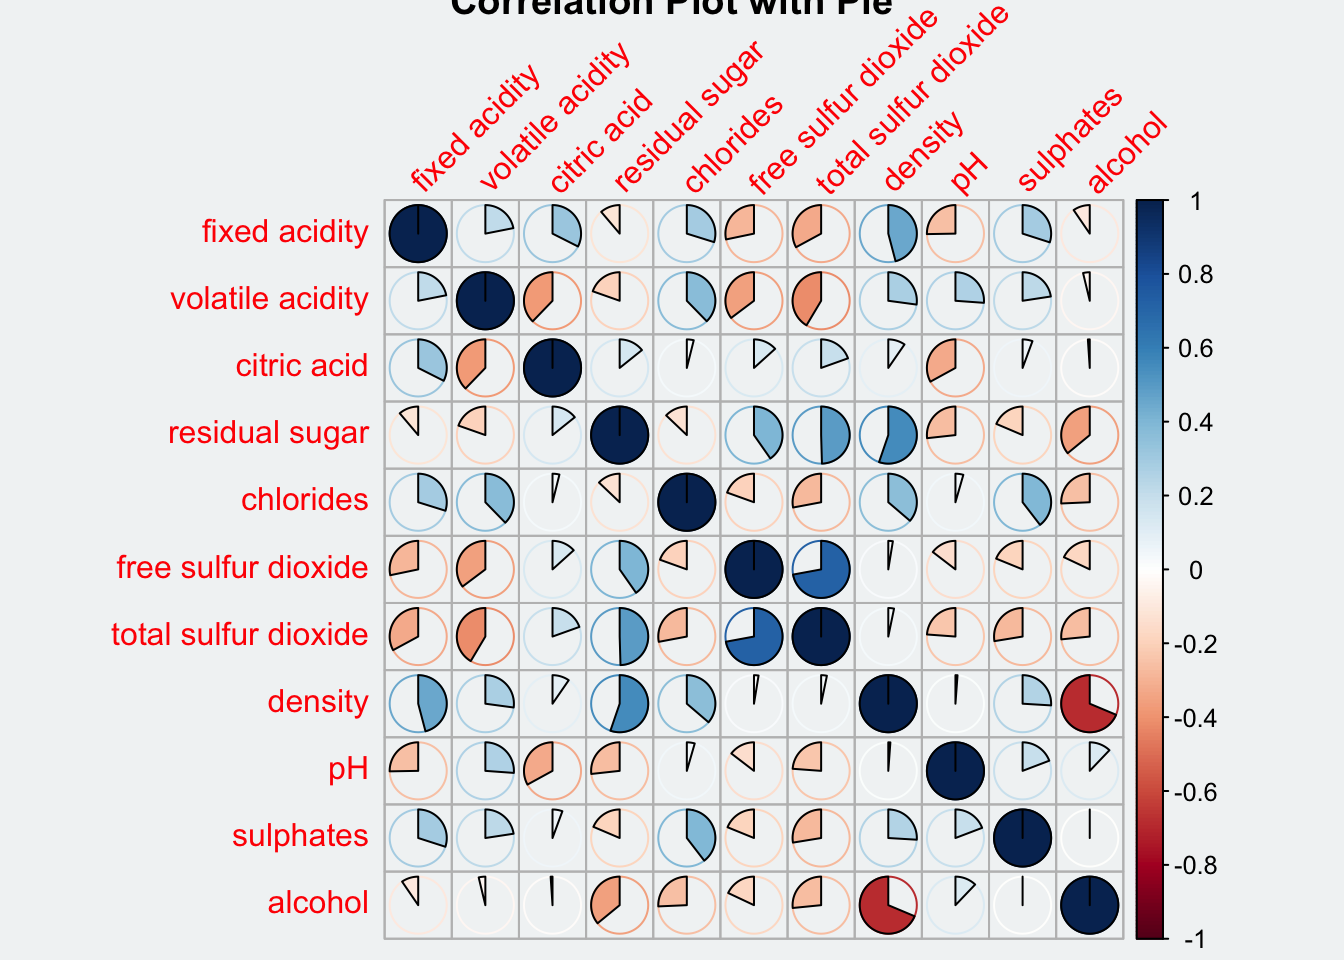 Correlation Plot with Pie
fixed acidity
volatile acidity
citric acid
residual sugar
chlorides
free sulfur dioxide
total sulfur dioxide
density
pH
sulphates
alcohol
fixed acidity
volatile acidity
citric acid
residual sugar
chlorides
free sulfur dioxide
total sulfur dioxide
density
pH
sulphates
alcohol
1
0.8
0.6
0.4
0.2
0
-0.2
-0.4
-0.6
-0.8
-1